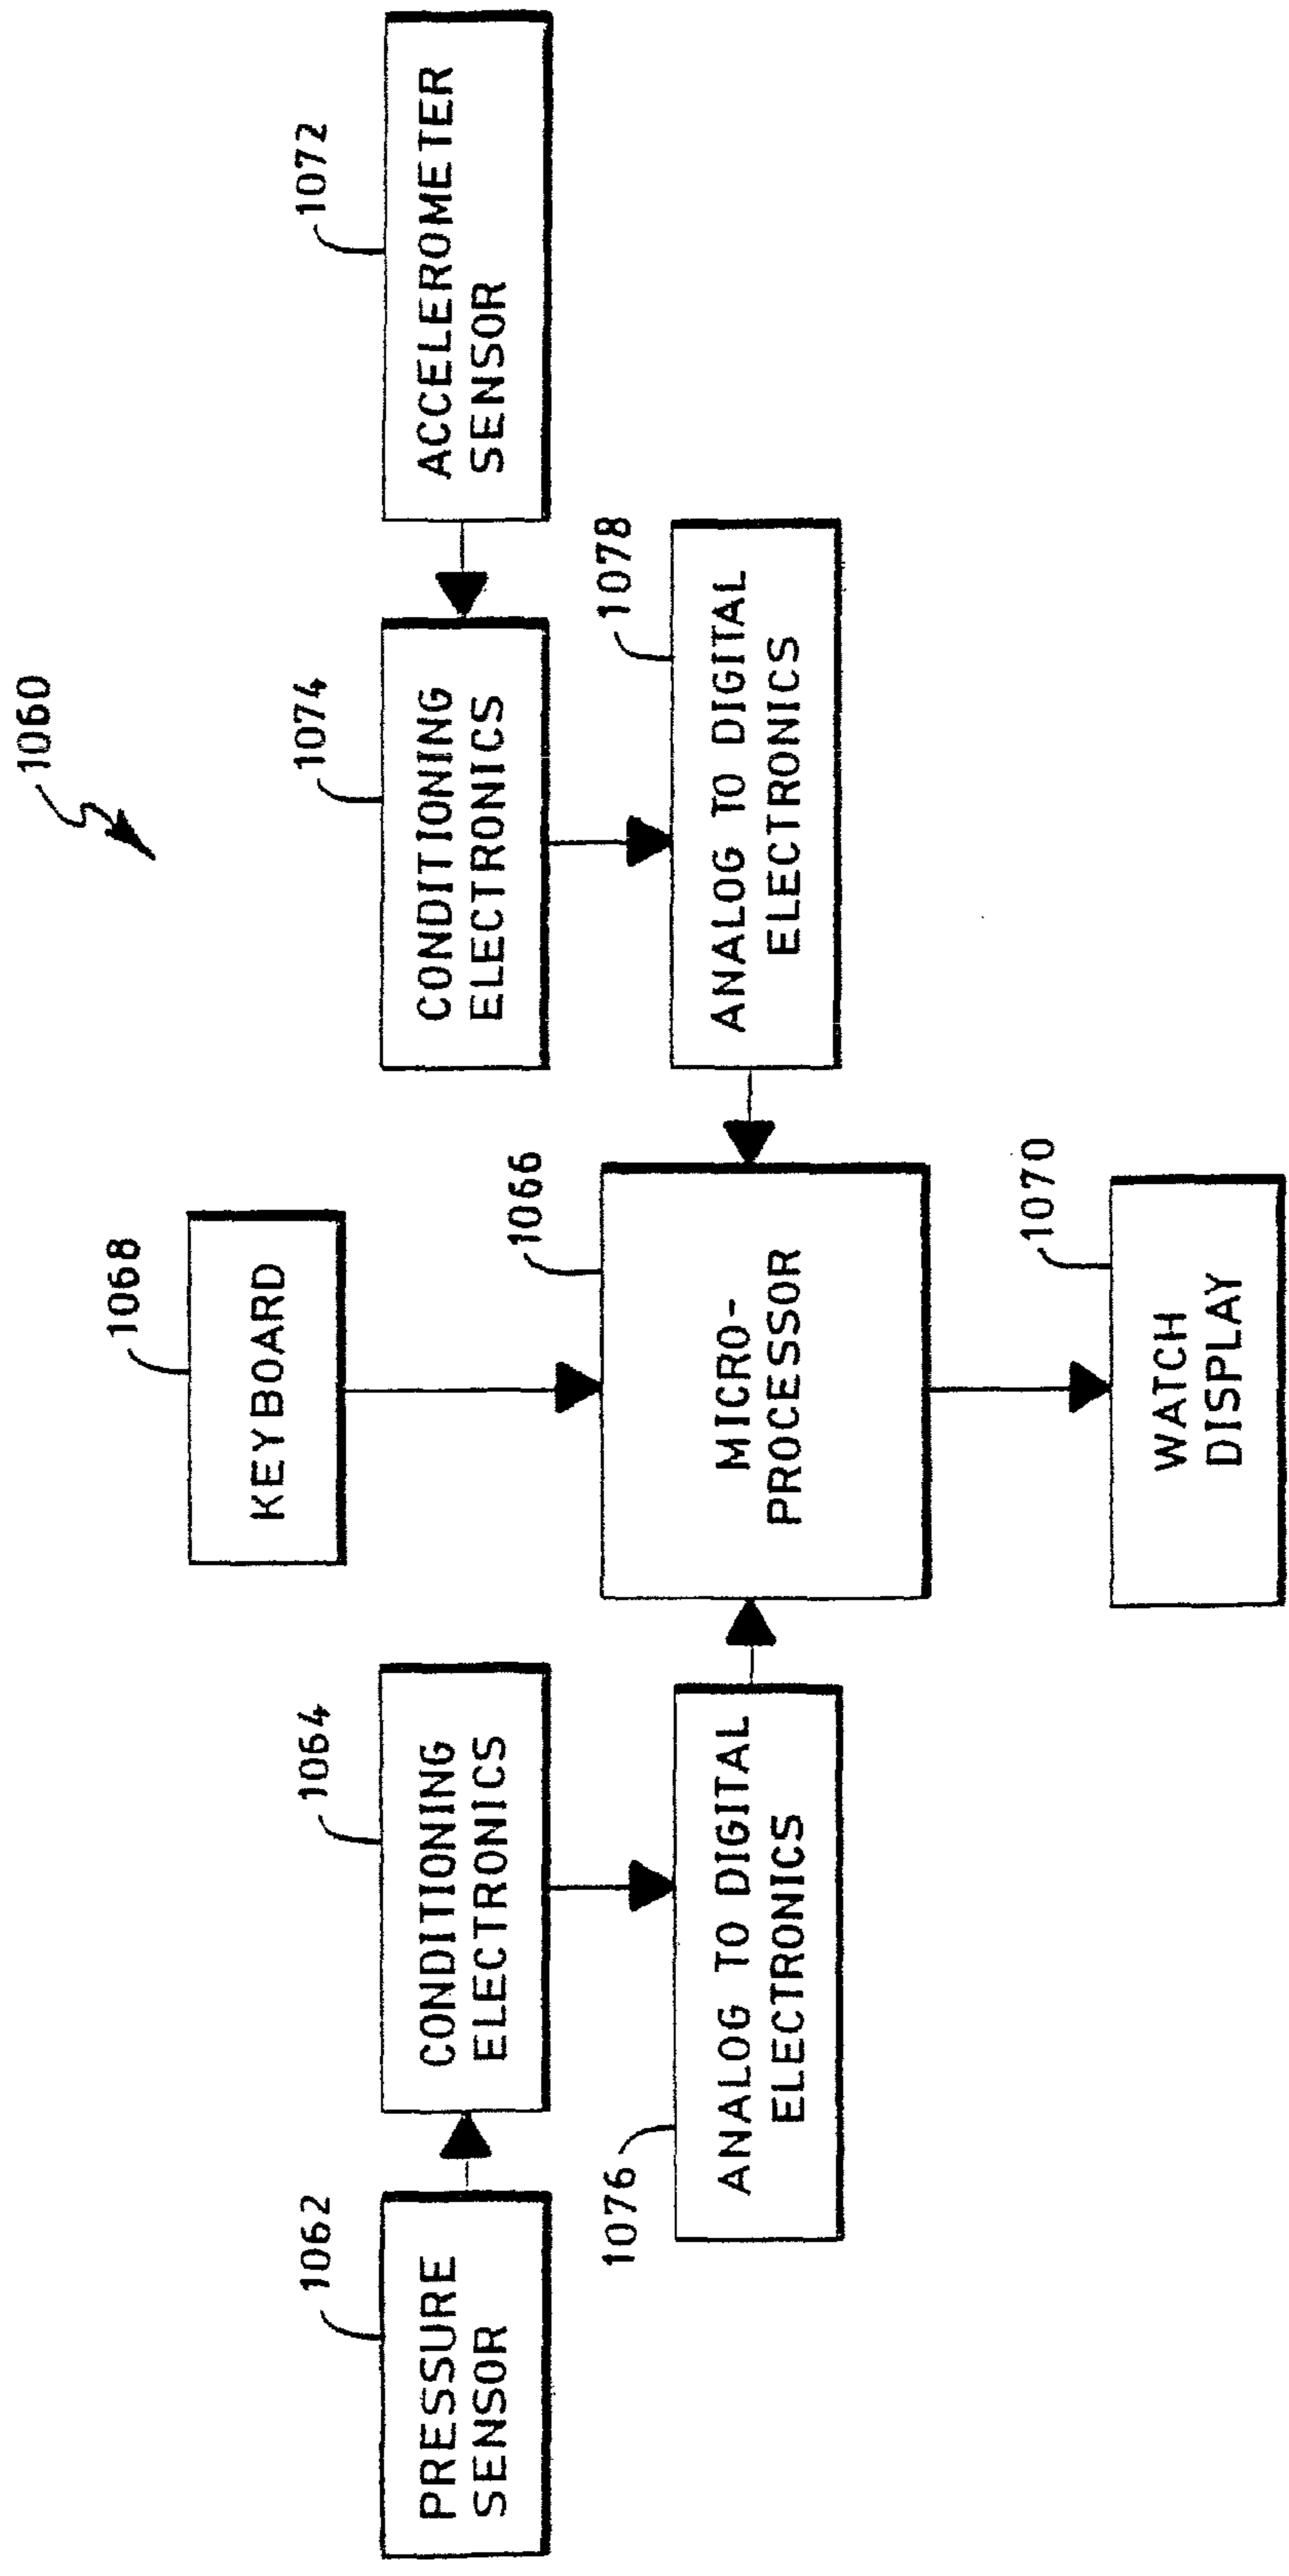 1060
1068
KEYBOARD
1062
PRESSURE
SENSOR
1064
CONDITIONING
ELECTRONICS
1074
CONDITIONING
ELECTRONICS
1072
ACCELEROMETER
SENSOR
1076
ANALOG TO DIGITAL
ELECTRONICS
1066
MICRO-
PROCESSOR
1078
ANALOG TO DIGITAL
ELECTRONICS
1070
WATCH
DISPLAY